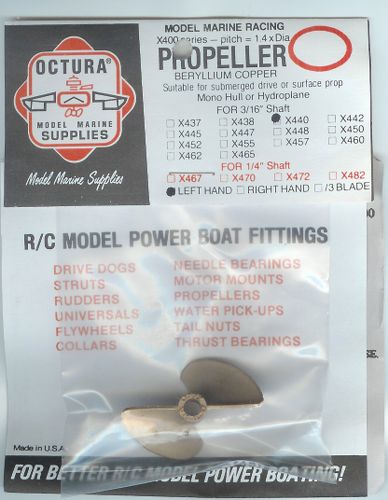 OCTURA®
MODEL MARINE
SUPPLIES
Model Marine Supplies
MODEL MARINE RACING
X400 series – pitch = 1.4 x Dia.
PROPELLER
BERYLLIUM COPPER
Suitable for submerged drive or surface prop
Mono Hull or Hydroplane
FOR 3/16" Shaft
X437 X438 X440 X442
X445 X447 X448 X450
X452 X455 X457 X460
X462 X465
FOR 1/4" Shaft
X467 X470 X472 X482
LEFT HAND RIGHT HAND /3 BLADE
R/C MODEL POWER BOAT FITTINGS
DRIVE DOGS NEEDLE BEARINGS
STRUTS MOTOR MOUNTS
RUDDERS PROPELLERS
UNIVERSALS WATER PICK-UPS
FLYWHEELS TAIL NUTS
COLLARS THRUST BEARINGS
Made in U.S.A.
FOR BETTER R/C MODEL POWER BOATING!